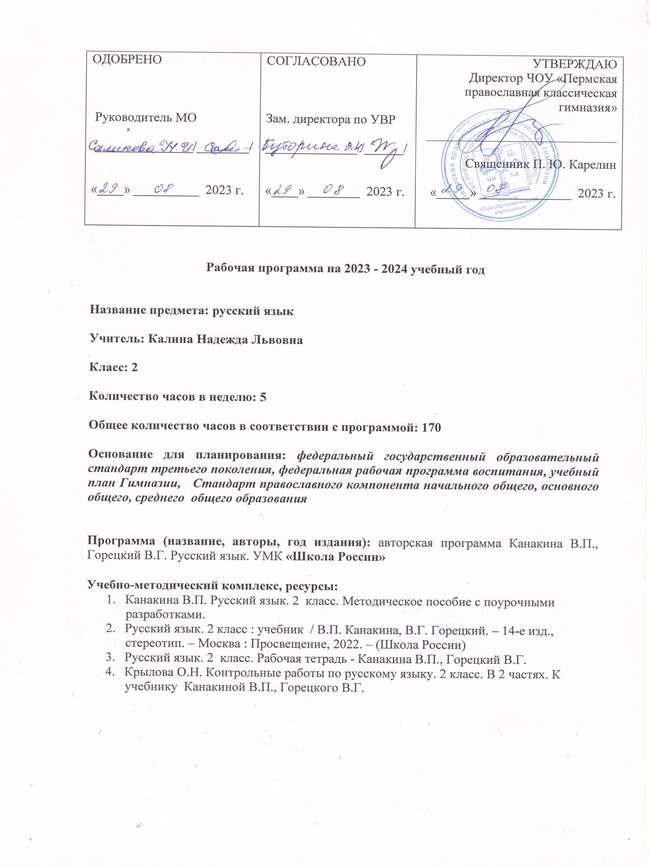 ОДОБРЕНО
Руководитель МО
«29» 08 2023 г.
СОГЛАСОВАНО
Зам. директора по УВР
Буторина
«29» 08 2023 г.
УТВЕРЖДАЮ
Директор ЧОУ «Пермская
православная классическая
гимназия»
Священник П. Ю. Карелин
«29» 08 2023 г.
Рабочая программа на 2023 - 2024 учебный год
Название предмета: русский язык
Учитель: Калина Надежда Львовна
Класс: 2
Количество часов в неделю: 5
Общее количество часов в соответствии с программой: 170
Основание для планирования: федеральный государственный образовательный
стандарт третьего поколения, федеральная рабочая программа воспитания, учебный
план Гимназии, Стандарт православного компонента начального общего, основного
общего, среднего общего образования
Программа (название, авторы, год издания): авторская программа Канакина В.П.,
Горецкий В.Г. Русский язык. УМК «Школа России»
Учебно-методический комплекс, ресурсы:
1. Канакина В.П. Русский язык. 2 класс. Методическое пособие с поурочными
разработками.
2. Русский язык. 2 класс : учебник / В.П. Канакина, В.Г. Горецкий. – 14-е изд.,
стереотип. – Москва : Просвещение, 2022. – (Школа России)
3. Русский язык. 2 класс. Рабочая тетрадь - Канакина В.П., Горецкий В.Г.
4. Крылова О.Н. Контрольные работы по русскому языку. 2 класс. В 2 частях. К
учебнику Канакиной В.П., Горецкого В.Г.